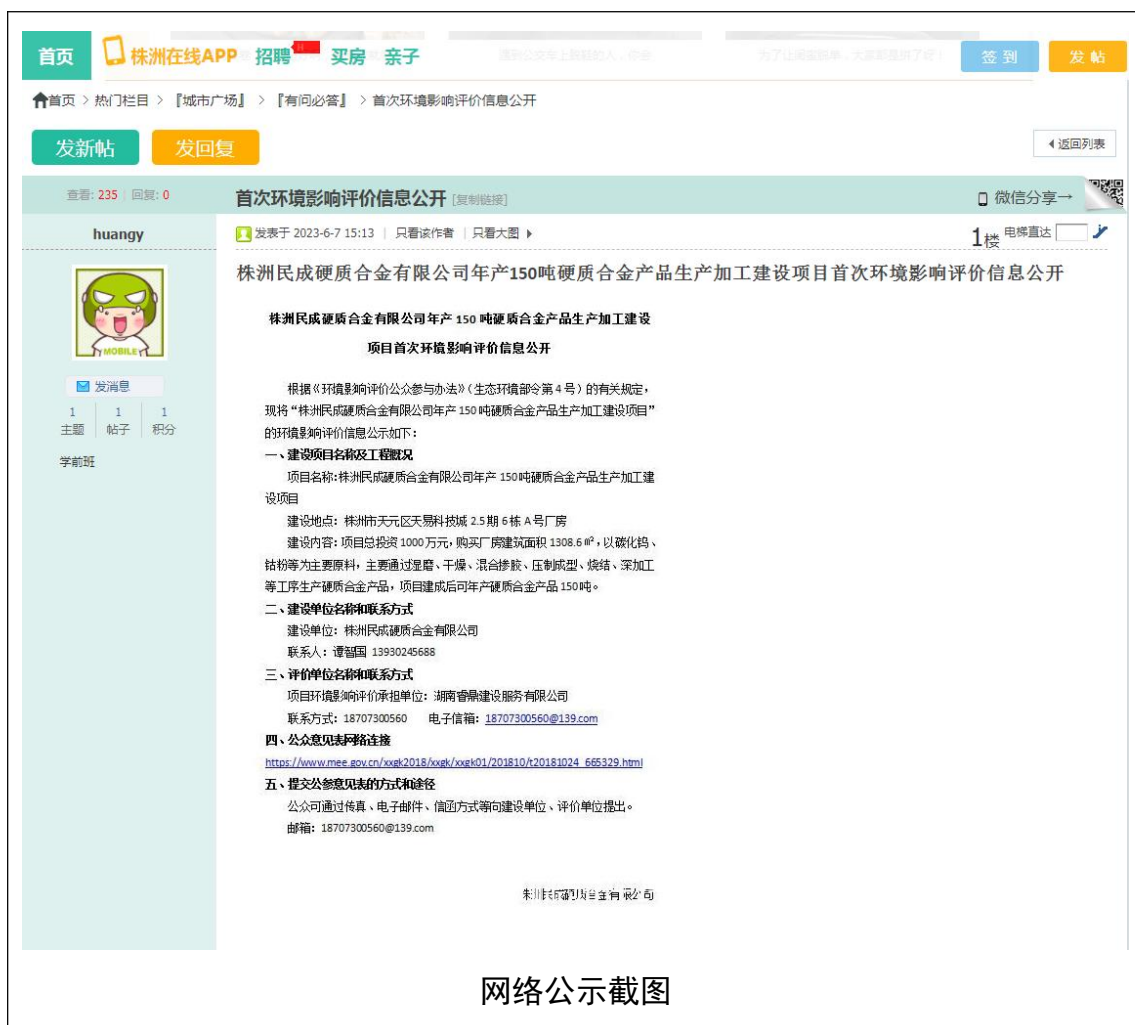 首页
株洲在线APP 招聘 买房 亲子
签到
发帖
首页 > 热门栏目 > 『城市广场』 > 『有问必答』 > 首次环境影响评价信息公开
发新帖
发回复
返回列表
查看: 235 | 回复: 0
首次环境影响评价信息公开 [复制链接]
微信分享→
huangy
发表于 2023-6-7 15:13 | 只看该作者 | 只看大图
1楼 电梯直达
株洲民成硬质合金有限公司年产150吨硬质合金产品生产加工建设项目首次环境影响评价信息公开
MOBILE
发消息
1 1 1
主题 帖子 积分
学前班
株洲民成硬质合金有限公司年产 150 吨硬质合金产品生产加工建设
项目首次环境影响评价信息公开
根据《环境影响评价公众参与办法》（生态环境部令第 4 号）的有关规定，
现将“株洲民成硬质合金有限公司年产 150 吨硬质合金产品生产加工建设项目”
的环境影响评价信息公示如下：
一、建设项目名称及工程概况
项目名称:株洲民成硬质合金有限公司年产 150吨硬质合金产品生产加工建
设项目
建设地点：株洲市天元区天易科技城 2.5期 6栋 A号厂房
建设内容：项目总投资 1000万元，购买厂房建筑面积 1308.6㎡，以碳化钨、
钴粉等为主要原料，主要通过湿磨、干燥、混合掺胶、压制成型、烧结、深加工
等工序生产硬质合金产品，项目建成后可年产硬质合金产品 150吨。
二、建设单位名称和联系方式
建设单位：株洲民成硬质合金有限公司
联系人：谭智国 13930245688
三、评价单位名称和联系方式
项目环境影响评价承担单位：湖南睿鼎建设服务有限公司
联系方式：18707300560 电子信箱：18707300560@139.com
四、公众意见表网络连接
https://www.mee.gov.cn/xxgk2018/xxgk/xxgk01/201810/t20181024_665329.html
五、提交公参意见表的方式和途径
公众可通过传真、电子邮件、信函方式等向建设单位、评价单位提出。
邮箱：18707300560@139.com
株洲民成硬质合金有限公司
网络公示截图